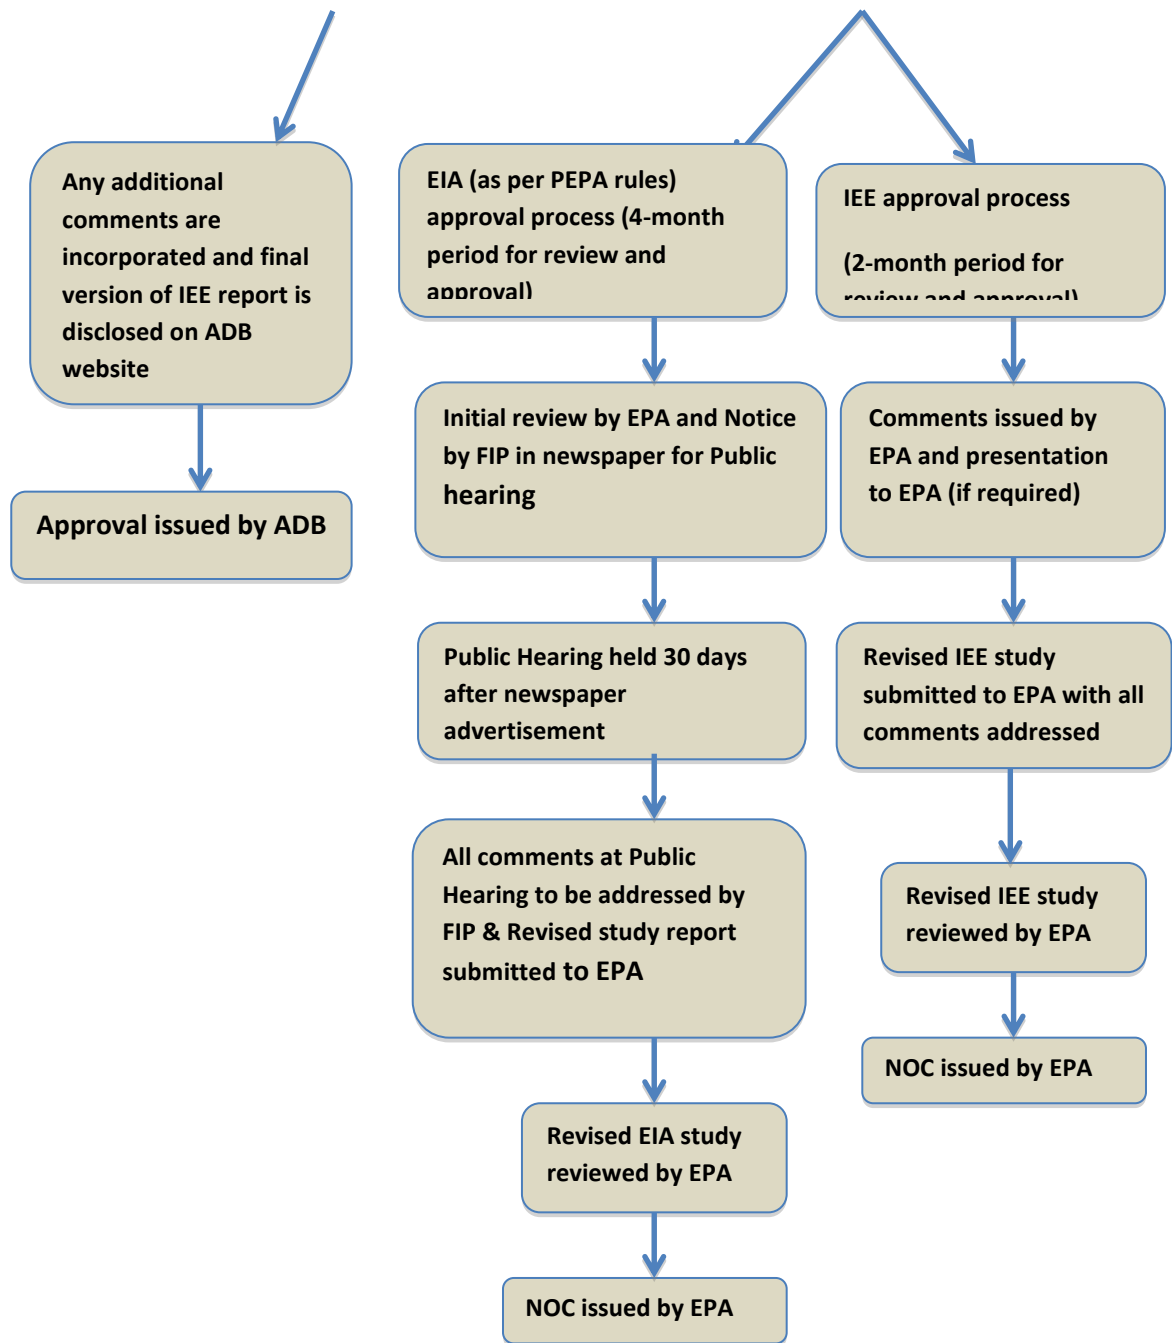 Any additional
comments are
incorporated and final
version of IEE report is
disclosed on ADB
website
Approval issued by ADB
EIA (as per PEPA rules)
approval process (4-month
period for review and
approval)
Initial review by EPA and Notice
by FIP in newspaper for Public
hearing
Public Hearing held 30 days
after newspaper
advertisement
All comments at Public
Hearing to be addressed by
FIP & Revised study report
submitted to EPA
Revised EIA study
reviewed by EPA
NOC issued by EPA
IEE approval process
(2-month period for
review and approval)
Comments issued by
EPA and presentation
to EPA (if required)
Revised IEE study
submitted to EPA with all
comments addressed
Revised IEE study
reviewed by EPA
NOC issued by EPA